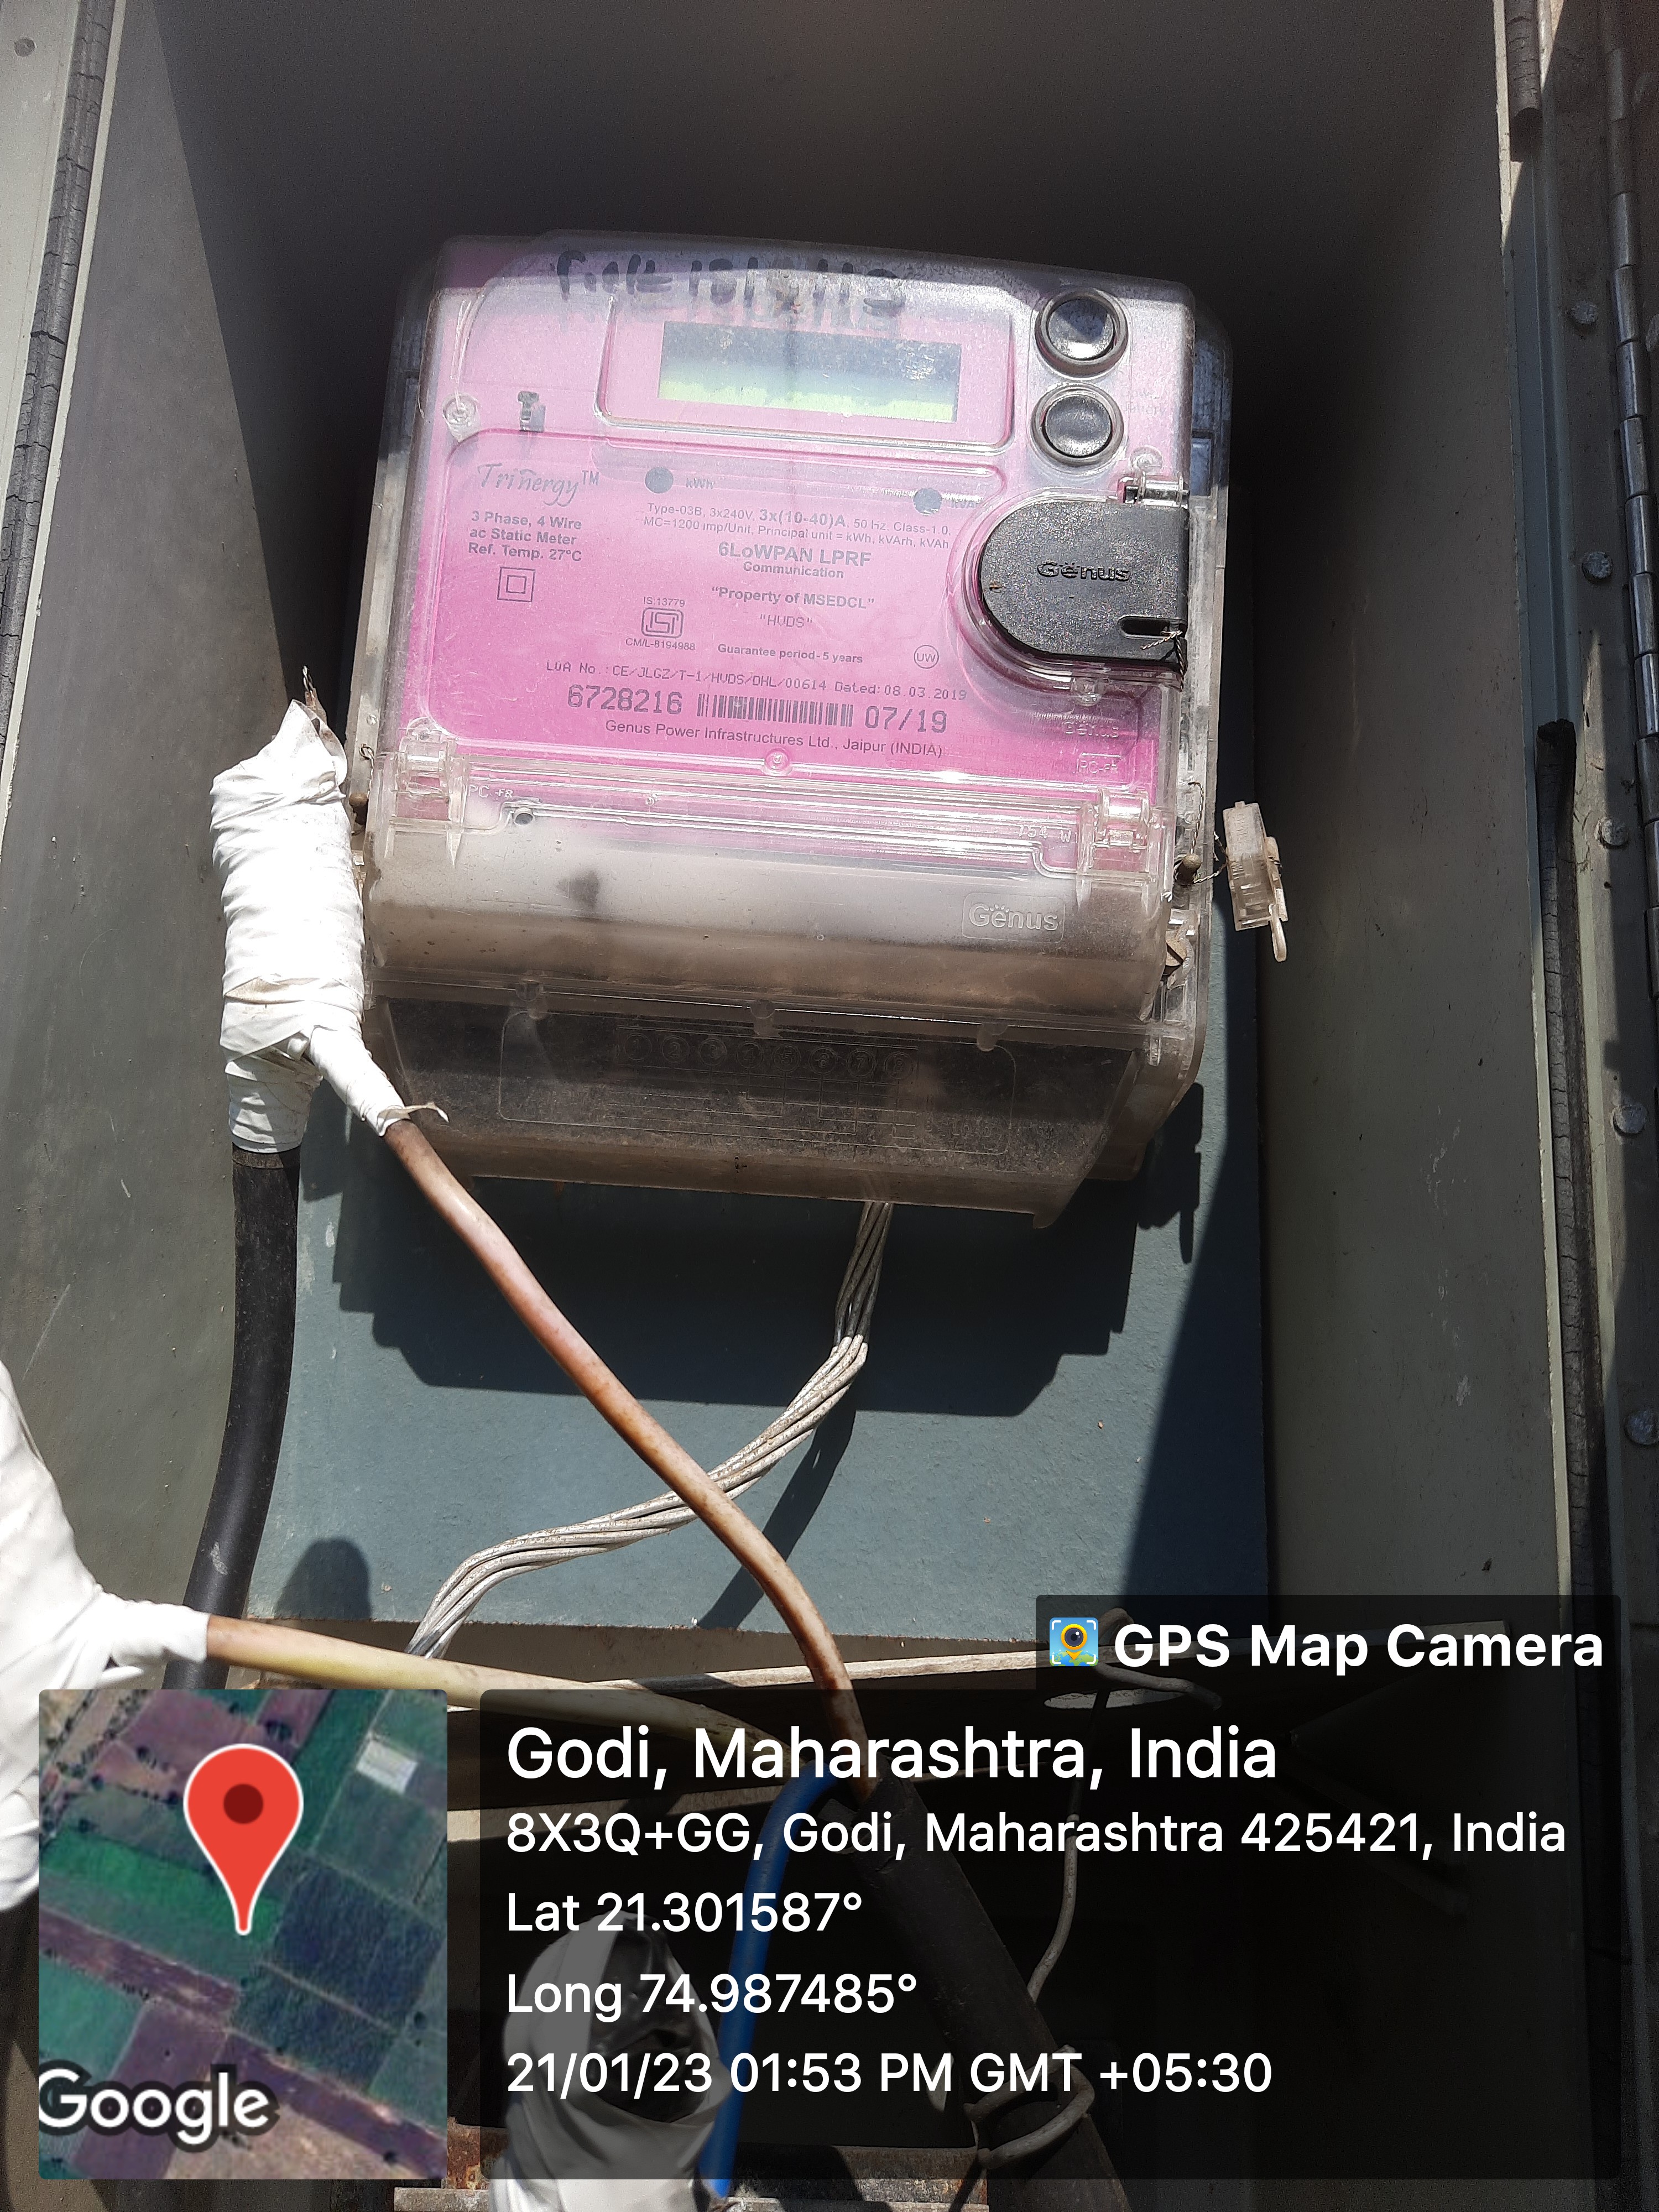 Trinergy™
3 Phase, 4 Wire
ac Static Meter
Ref. Temp. 27°C
kWh
Type-03B, 3x240V, 3x(10-40)A, 50 Hz, Class-1.0,
MC=1200 imp/Unit, Principal unit = kWh, kVArh, kVAh
6LoWPAN LPRF
Communication
"Property of MSEDCL"
"HVDS"
IS:13779
CM/L-8194988
Guarantee period-5 years
UW
LOA No.:CE/JLGZ/T-1/HVDS/DHL/00614 Dated:08.03.2019
6728216 07/19
Genus Power Infrastructures Ltd., Jaipur (INDIA)
Genus
Genus
Genus
GPS Map Camera
Godi, Maharashtra, India
8X3Q+GG, Godi, Maharashtra 425421, India
Lat 21.301587°
Long 74.987485°
21/01/23 01:53 PM GMT +05:30
Google